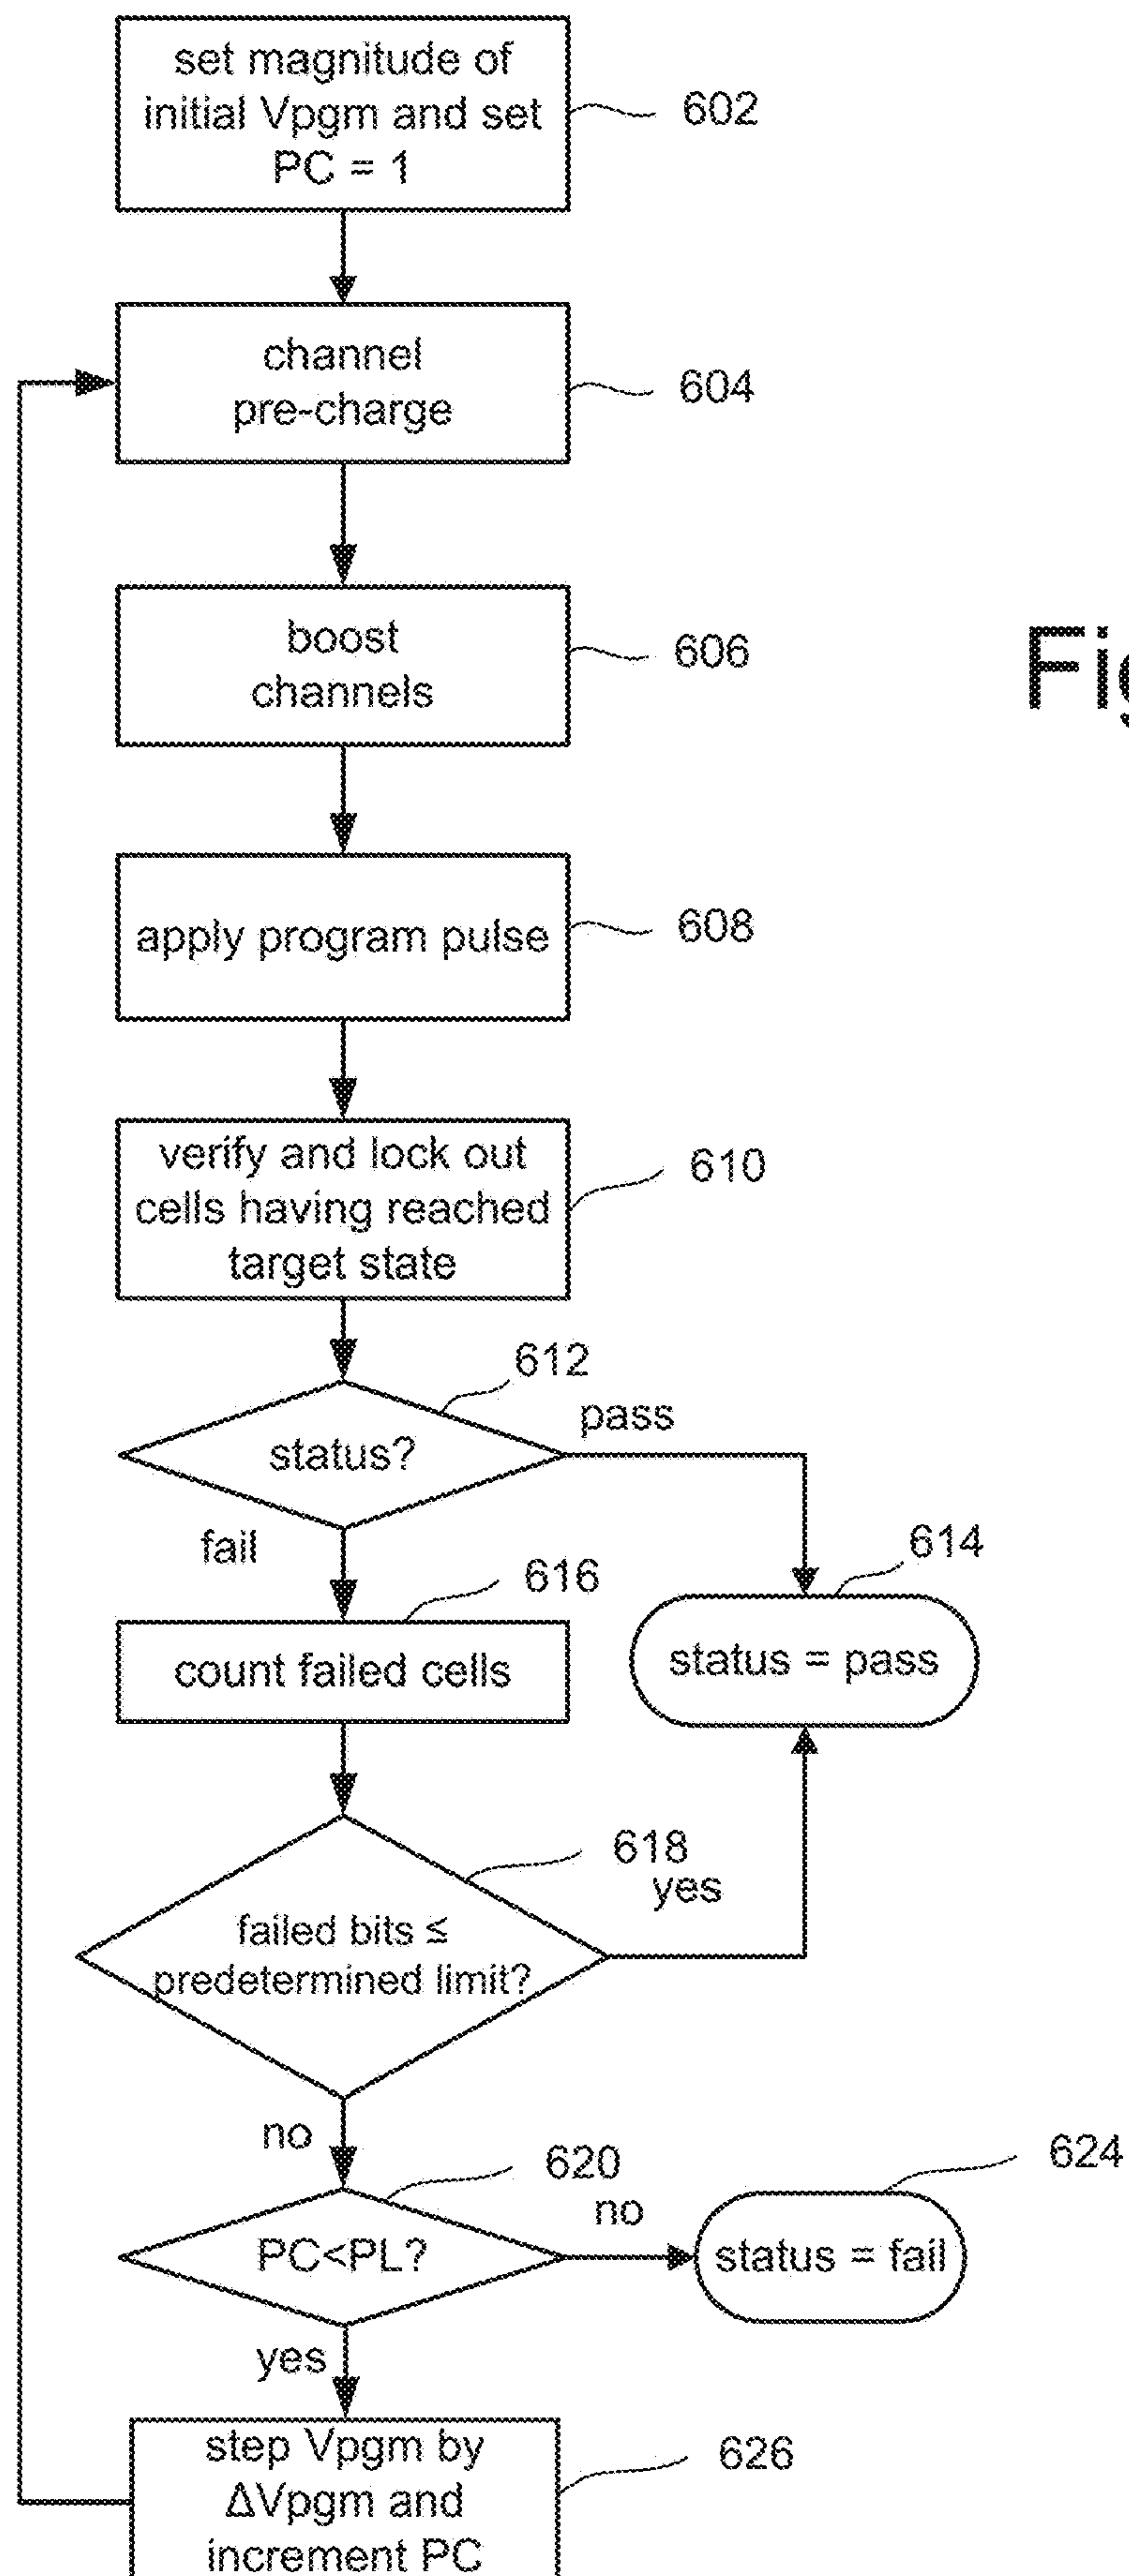 set magnitude of
initial Vpgm and set
PC = 1
602
channel
pre-charge
604
boost
channels
606
Fig
apply program pulse
608
verify and lock out
cells having reached
target state
610
612
status?
pass
fail
614
status = pass
616
count failed cells
618
yes
failed bits ≤
predetermined limit?
no
620
PC<PL?
no
624
status = fail
yes
step Vpgm by
ΔVpgm and
increment PC
626